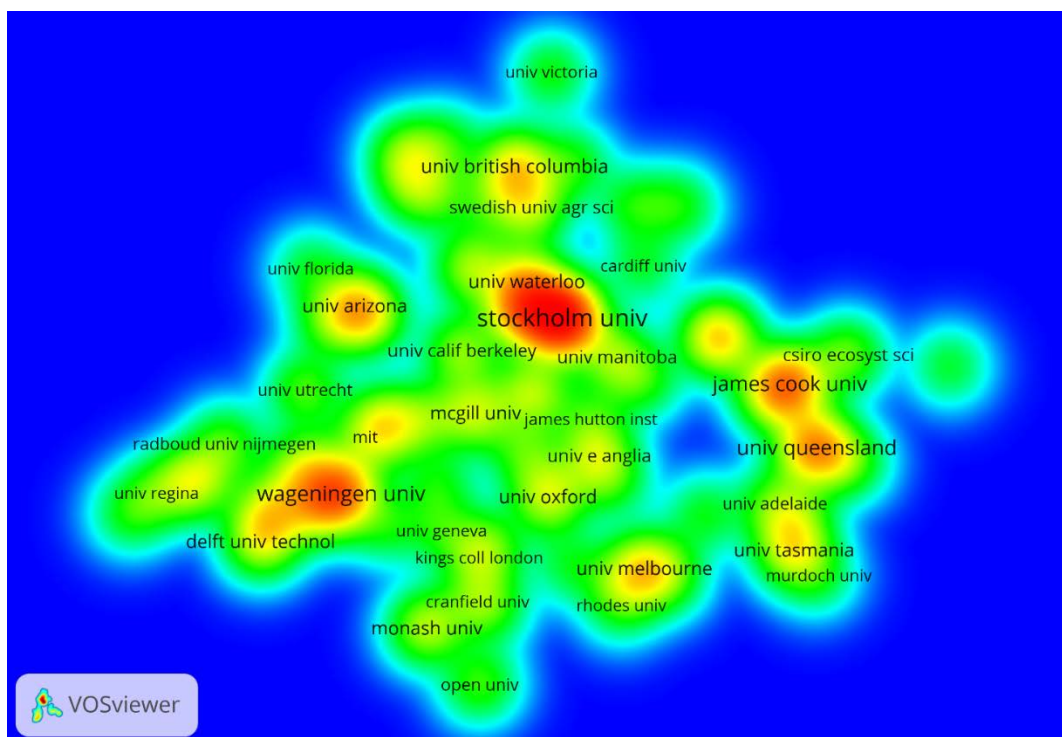 univ victoria
univ british columbia
swedish univ agr sci
cardiff univ
univ florida
univ waterloo
univ arizona
stockholm univ
univ calif berkeley
univ manitoba
csiro ecosyst sci
james cook univ
univ utrecht
mcgill univ
james hutton inst
mit
radboud univ nijmegen
univ e anglia
univ queensland
univ regina
wageningen univ
univ oxford
univ adelaide
univ geneva
delft univ technol
kings coll london
univ melbourne
univ tasmania
murdoch univ
cranfield univ
rhodes univ
monash univ
open univ
VOSviewer